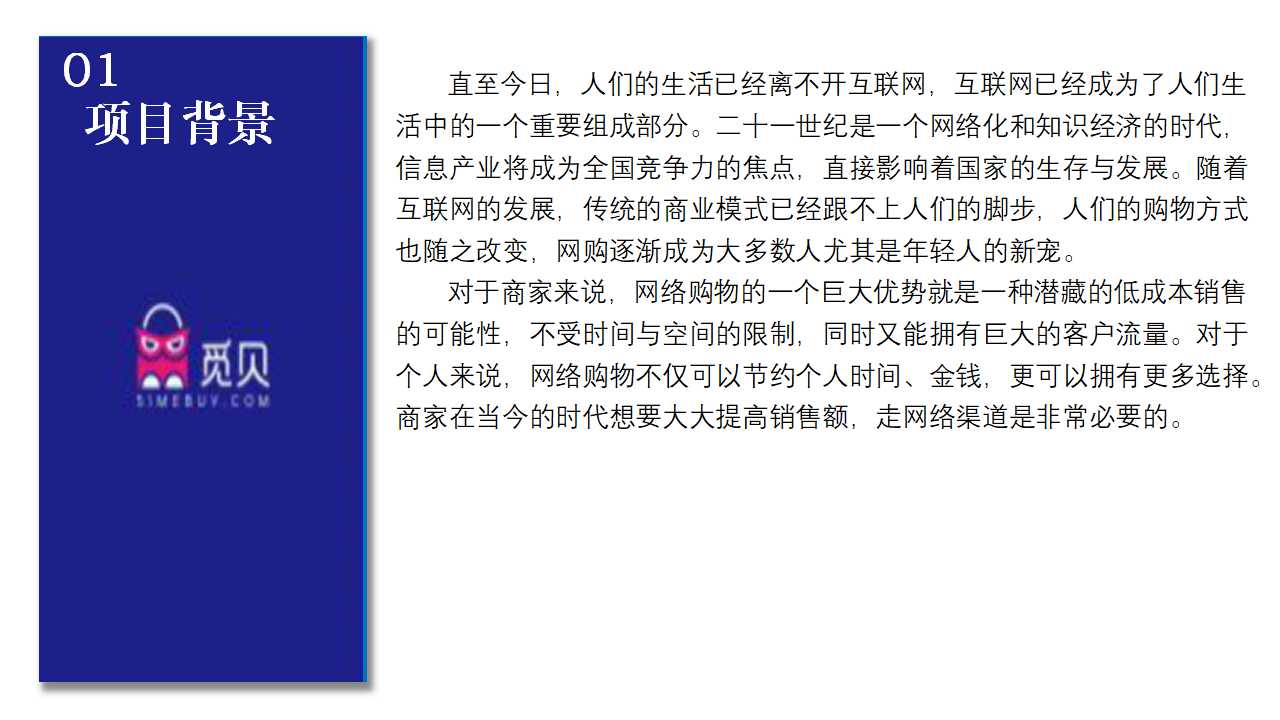 01
项目背景
觅贝
51MEBUY.COM
直至今日，人们的生活已经离不开互联网，互联网已经成为了人们生
活中的一个重要组成部分。二十一世纪是一个网络化和知识经济的时代，
信息产业将成为全国竞争力的焦点，直接影响着国家的生存与发展。随着
互联网的发展，传统的商业模式已经跟不上人们的脚步，人们的购物方式
也随之改变，网购逐渐成为大多数人尤其是年轻人的新宠。
对于商家来说，网络购物的一个巨大优势就是一种潜藏的低成本销售
的可能性，不受时间与空间的限制，同时又能拥有巨大的客户流量。对于
个人来说，网络购物不仅可以节约个人时间、金钱，更可以拥有更多选择。
商家在当今的时代想要大大提高销售额，走网络渠道是非常必要的。